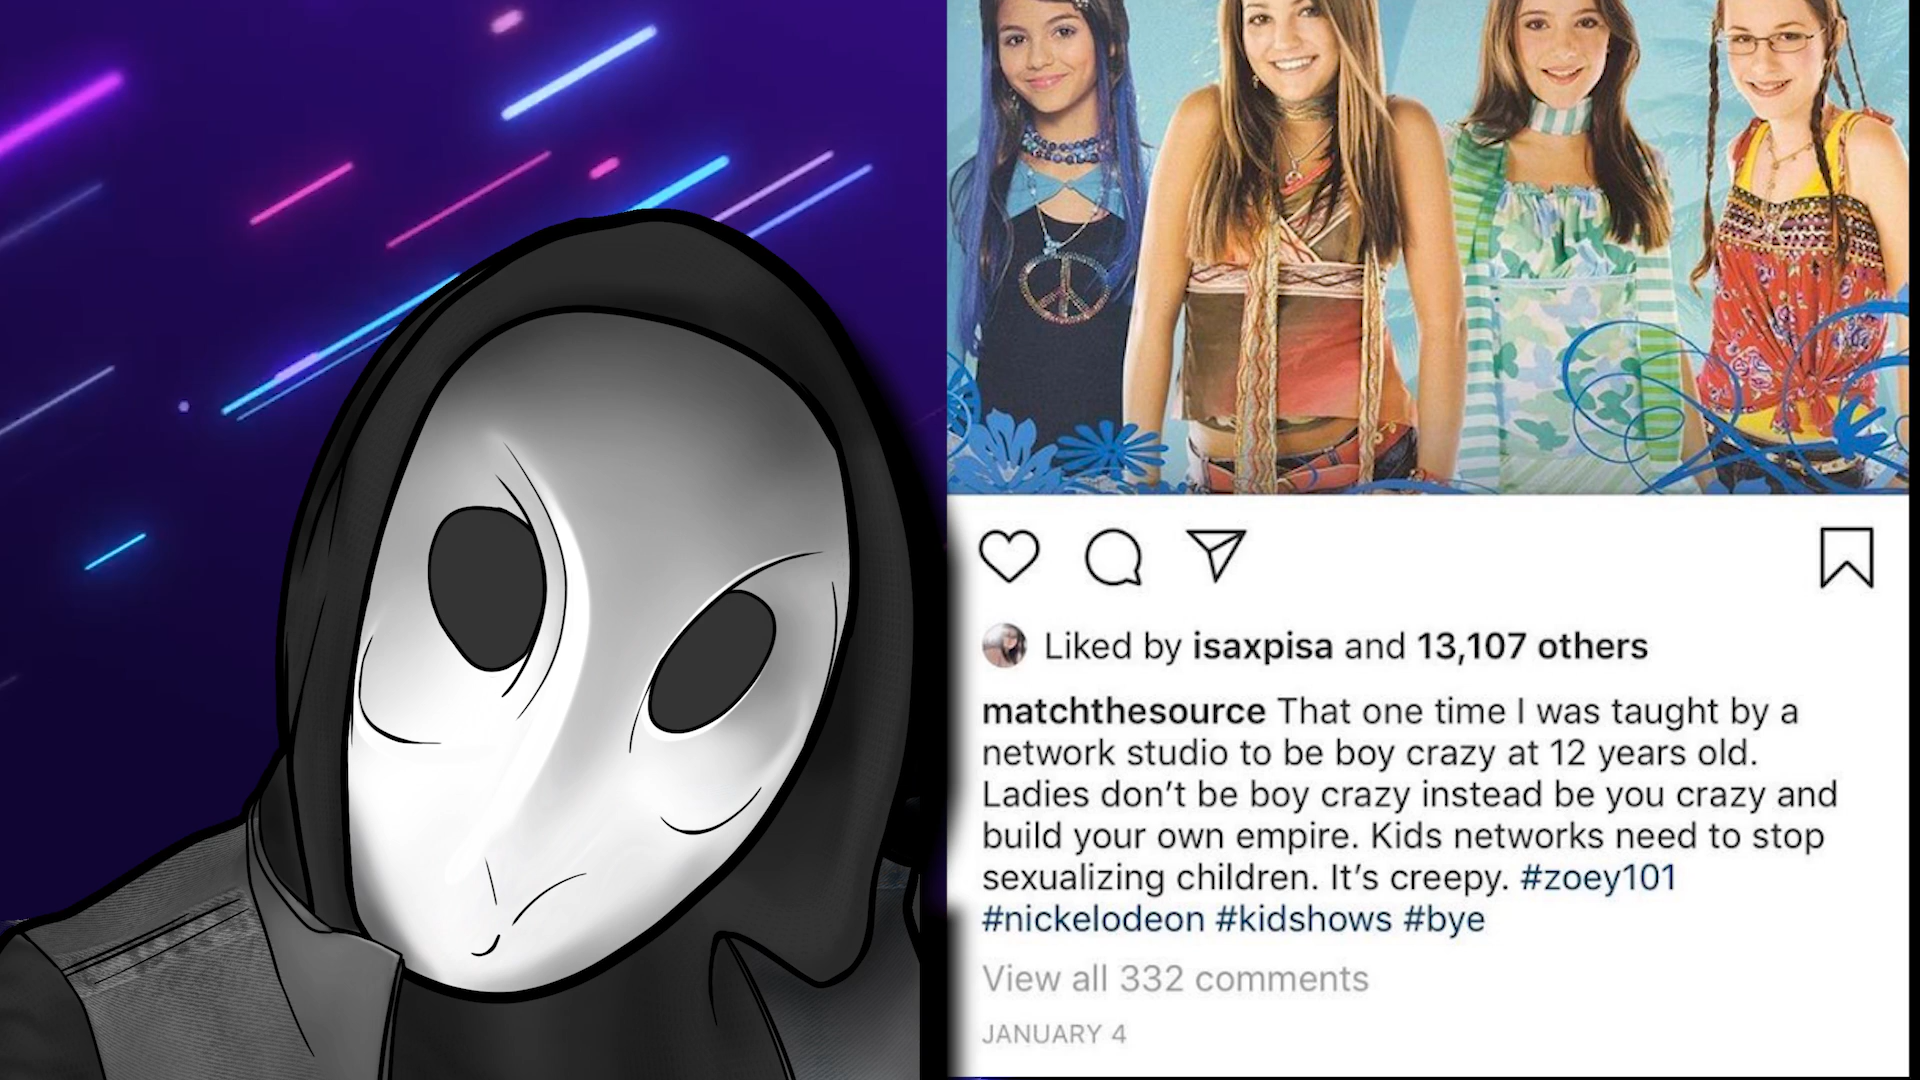 Liked by isaxpisa and 13,107 others
matchthesource That one time I was taught by a
network studio to be boy crazy at 12 years old.
Ladies don't be boy crazy instead be you crazy and
build your own empire. Kids networks need to stop
sexualizing children. It's creepy. #zoey101
#nickelodeon #kidshows #bye
View all 332 comments
JANUARY 4